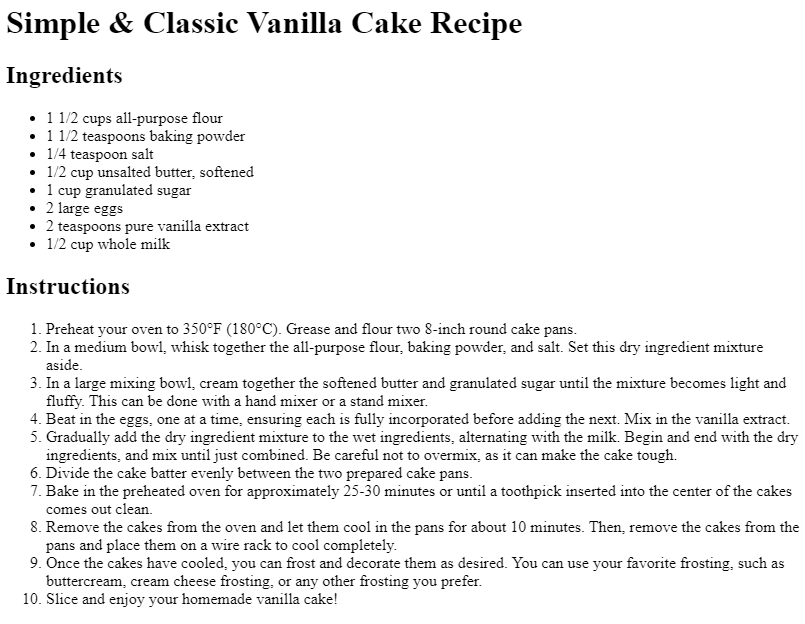 Simple & Classic Vanilla Cake Recipe
Ingredients
• 1 1/2 cups all-purpose flour
• 1 1/2 teaspoons baking powder
• 1/4 teaspoon salt
• 1/2 cup unsalted butter, softened
• 1 cup granulated sugar
• 2 large eggs
• 2 teaspoons pure vanilla extract
• 1/2 cup whole milk
Instructions
1. Preheat your oven to 350°F (180°C). Grease and flour two 8-inch round cake pans.
2. In a medium bowl, whisk together the all-purpose flour, baking powder, and salt. Set this dry ingredient mixture
aside.
3. In a large mixing bowl, cream together the softened butter and granulated sugar until the mixture becomes light and
fluffy. This can be done with a hand mixer or a stand mixer.
4. Beat in the eggs, one at a time, ensuring each is fully incorporated before adding the next. Mix in the vanilla extract.
5. Gradually add the dry ingredient mixture to the wet ingredients, alternating with the milk. Begin and end with the dry
ingredients, and mix until just combined. Be careful not to overmix, as it can make the cake tough.
6. Divide the cake batter evenly between the two prepared cake pans.
7. Bake in the preheated oven for approximately 25-30 minutes or until a toothpick inserted into the center of the cakes
comes out clean.
8. Remove the cakes from the oven and let them cool in the pans for about 10 minutes. Then, remove the cakes from the
pans and place them on a wire rack to cool completely.
9. Once the cakes have cooled, you can frost and decorate them as desired. You can use your favorite frosting, such as
buttercream, cream cheese frosting, or any other frosting you prefer.
10. Slice and enjoy your homemade vanilla cake!